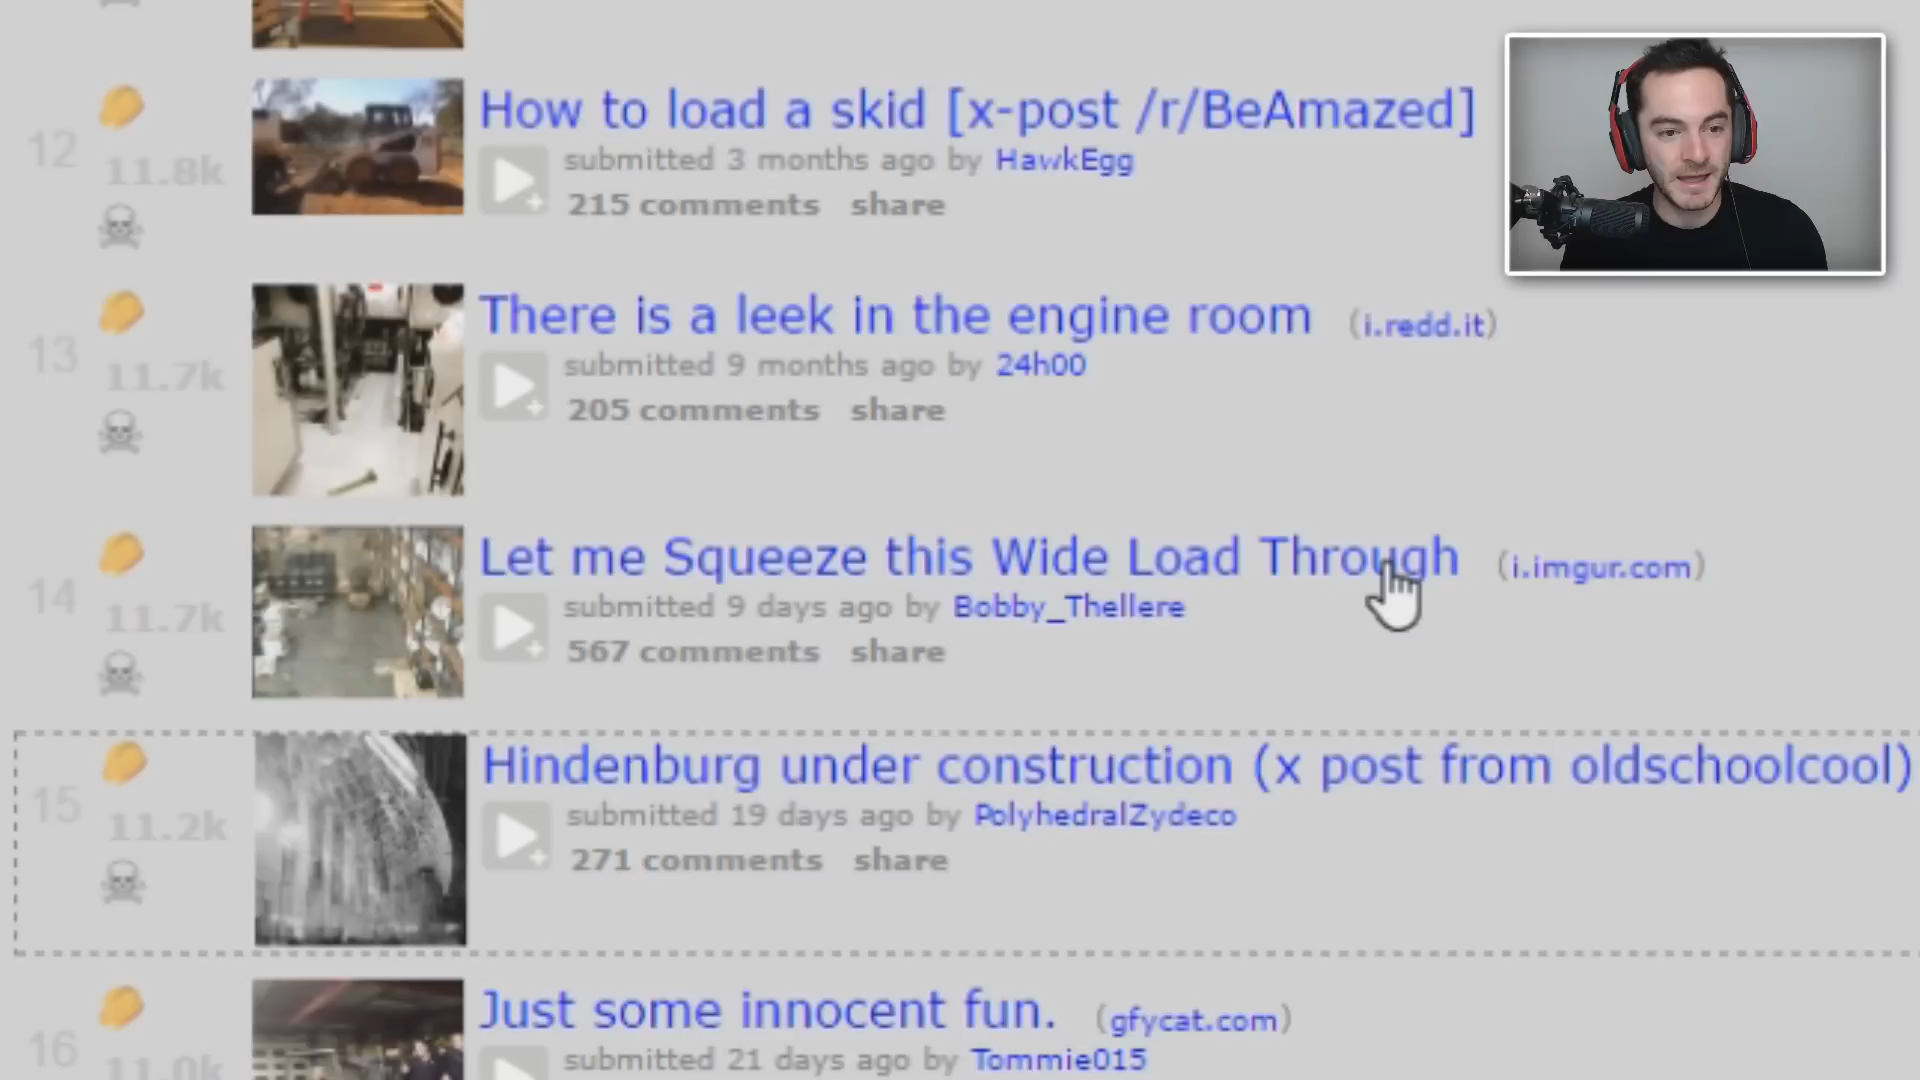 12
11.8k
How to load a skid [x-post /r/BeAmazed]
submitted 3 months ago by HawkEgg
215 comments share
13
11.7k
There is a leek in the engine room (i.redd.it)
submitted 9 months ago by 24h00
205 comments share
14
11.7k
Let me Squeeze this Wide Load Through (i.imgur.com)
submitted 9 days ago by Bobby_Thellere
567 comments share
15
11.2k
Hindenburg under construction (x post from oldschoolcool)
submitted 19 days ago by PolyhedralZydeco
271 comments share
16
11.0k
Just some innocent fun. (gfycat.com)
submitted 21 days ago by Tommie015